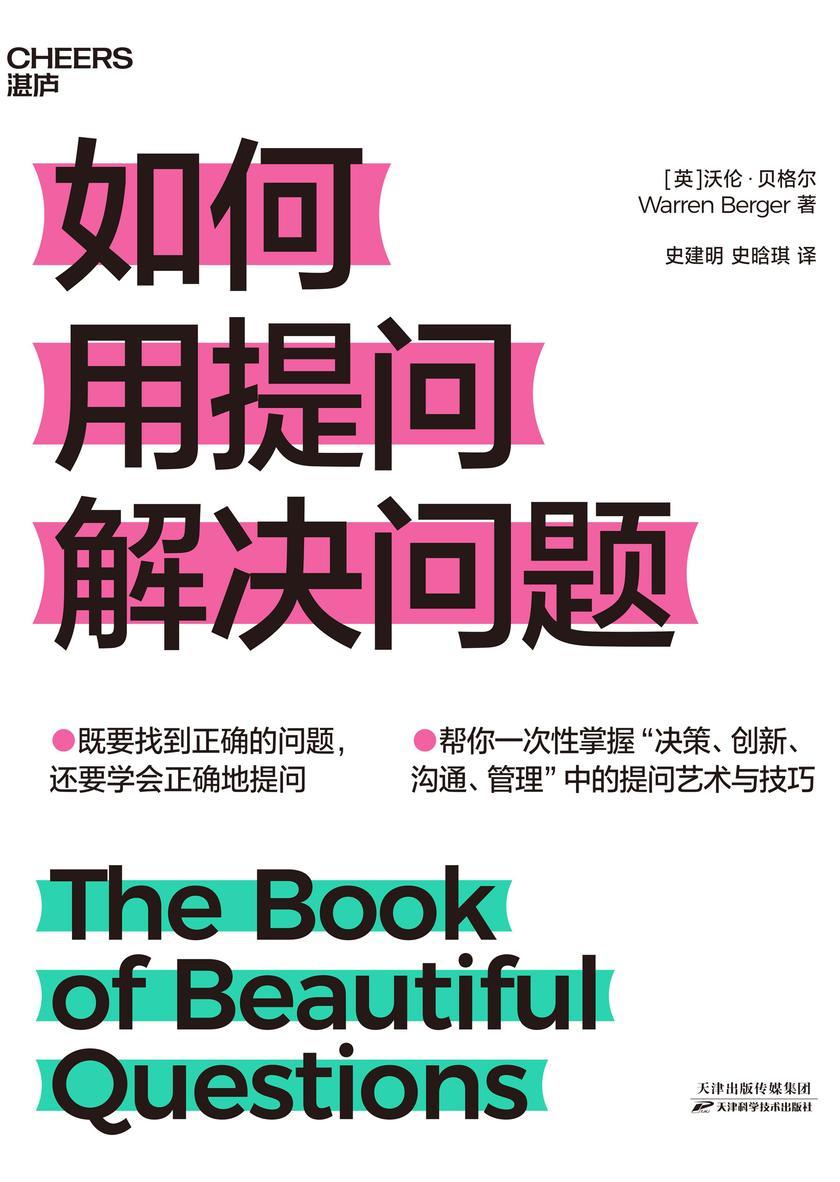 CHEERS
湛庐
如何
用提问
解决问题
[英]沃伦·贝格尔
Warren Berger 著
史建明 史晗琪 译
●既要找到正确的问题，
还要学会正确地提问
●帮你一次性掌握“决策、创新、
沟通、管理”中的提问艺术与技巧
The Book
of Beautiful
Questions
天津出版传媒集团
天津科学技术出版社